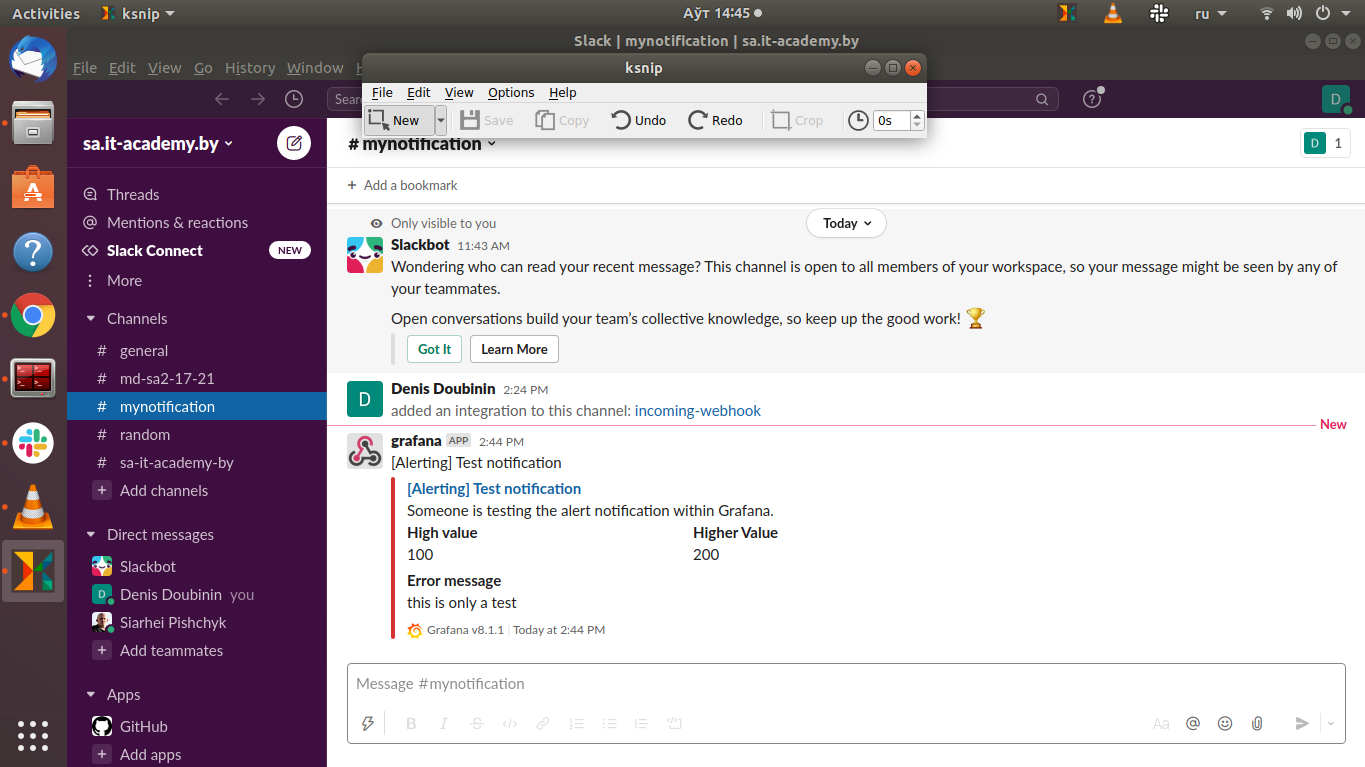 Activities ksnip Аўт 14:45 ru
Slack | mynotification | sa.it-academy.by
File Edit View Go History Window H
ksnip
File Edit View Options Help
New Save Copy Undo Redo Crop 0s
Sear
D
sa.it-academy.by
Threads
Mentions & reactions
Slack Connect NEW
More
Channels
# general
# md-sa2-17-21
# mynotification
# random
# sa-it-academy-by
+ Add channels
Direct messages
Slackbot
D Denis Doubinin you
Siarhei Pishchyk
+ Add teammates
Apps
GitHub
+ Add apps
# mynotification
D 1
+ Add a bookmark
Today
Only visible to you
Slackbot 11:43 AM
Wondering who can read your recent message? This channel is open to all members of your workspace, so your message might be seen by any of
your teammates.
Open conversations build your team’s collective knowledge, so keep up the good work!
Got It Learn More
D Denis Doubinin 2:24 PM
added an integration to this channel: incoming-webhook
New
grafana APP 2:44 PM
[Alerting] Test notification
[Alerting] Test notification
Someone is testing the alert notification within Grafana.
High value Higher Value
100 200
Error message
this is only a test
Grafana v8.1.1 | Today at 2:44 PM
Message #mynotification
B I S Aa @